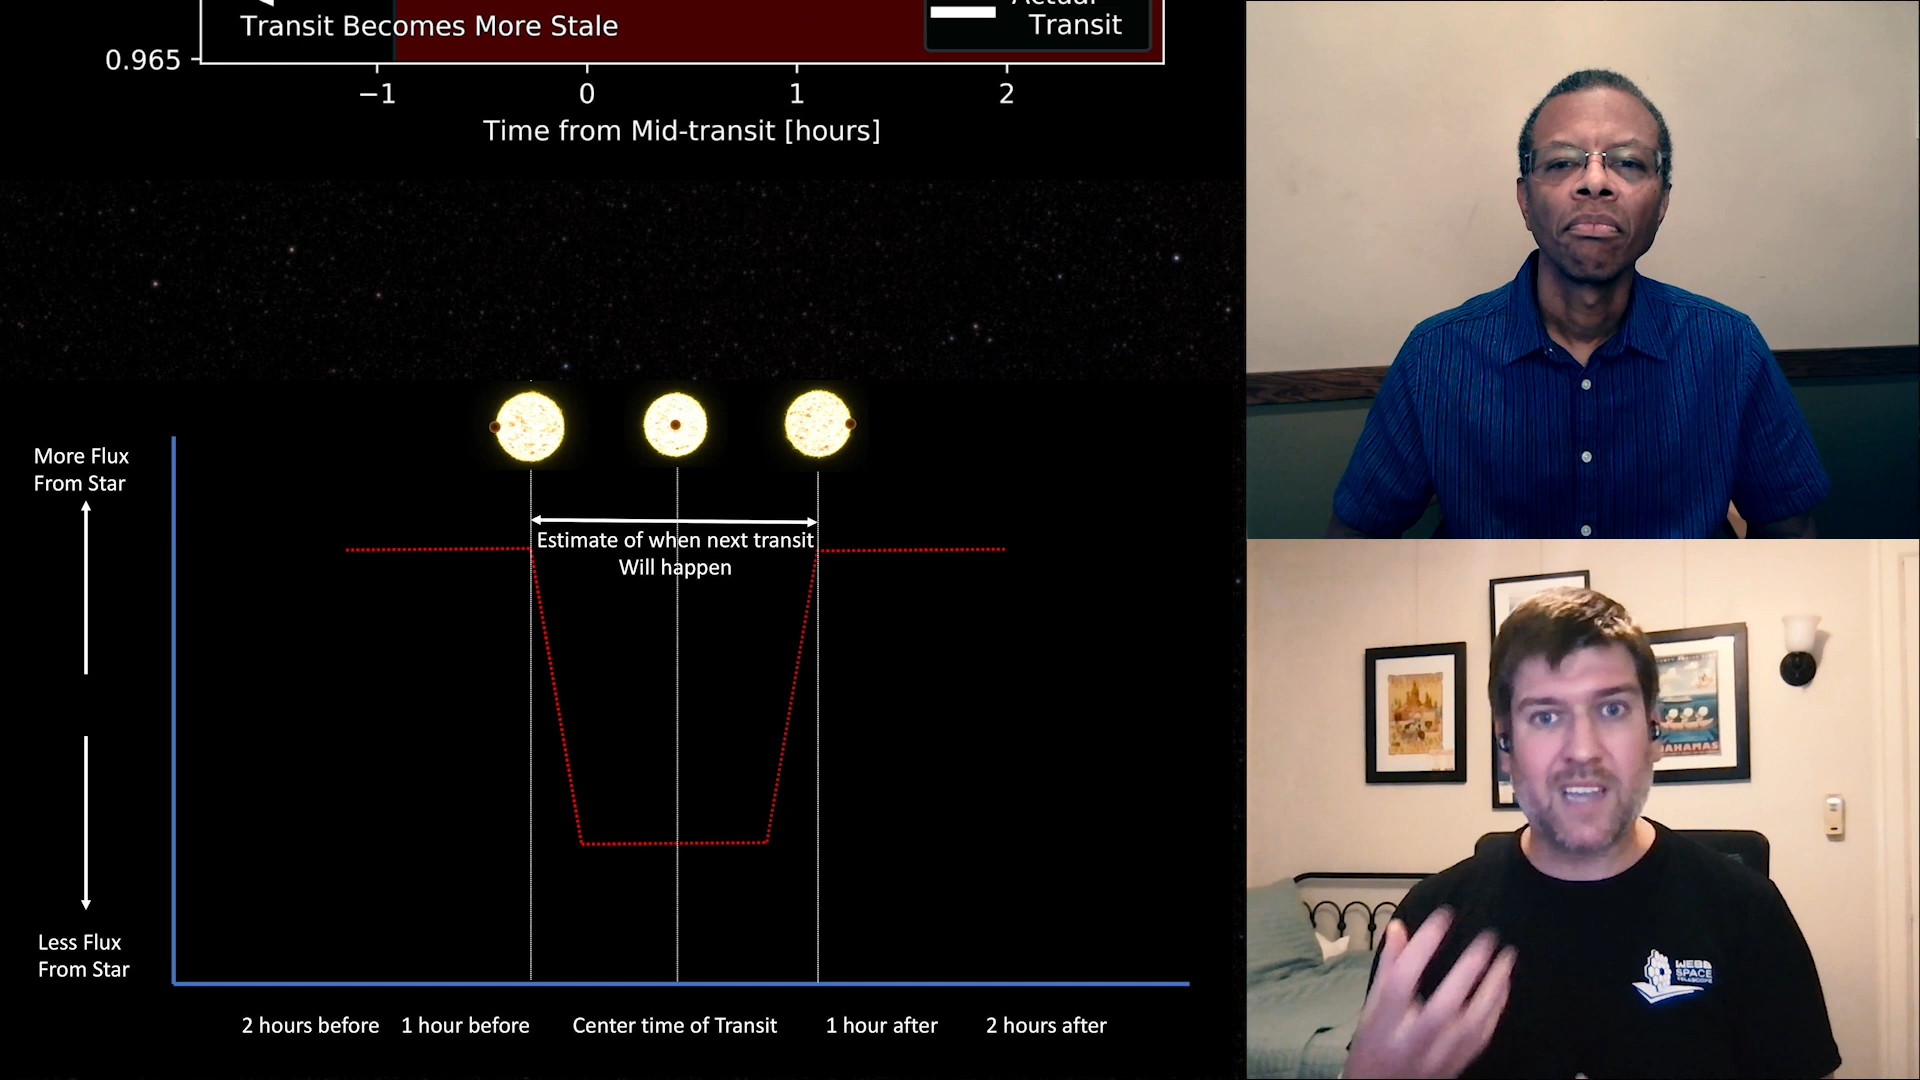 Actual
Transit Becomes More Stale
Transit
0.965
−1
0
1
2
Time from Mid-transit [hours]
More Flux
From Star
Estimate of when next transit
Will happen
Less Flux
From Star
2 hours before
1 hour before
Center time of Transit
1 hour after
2 hours after
BAHAMAS
WEBB
SPACE
TELESCOPE